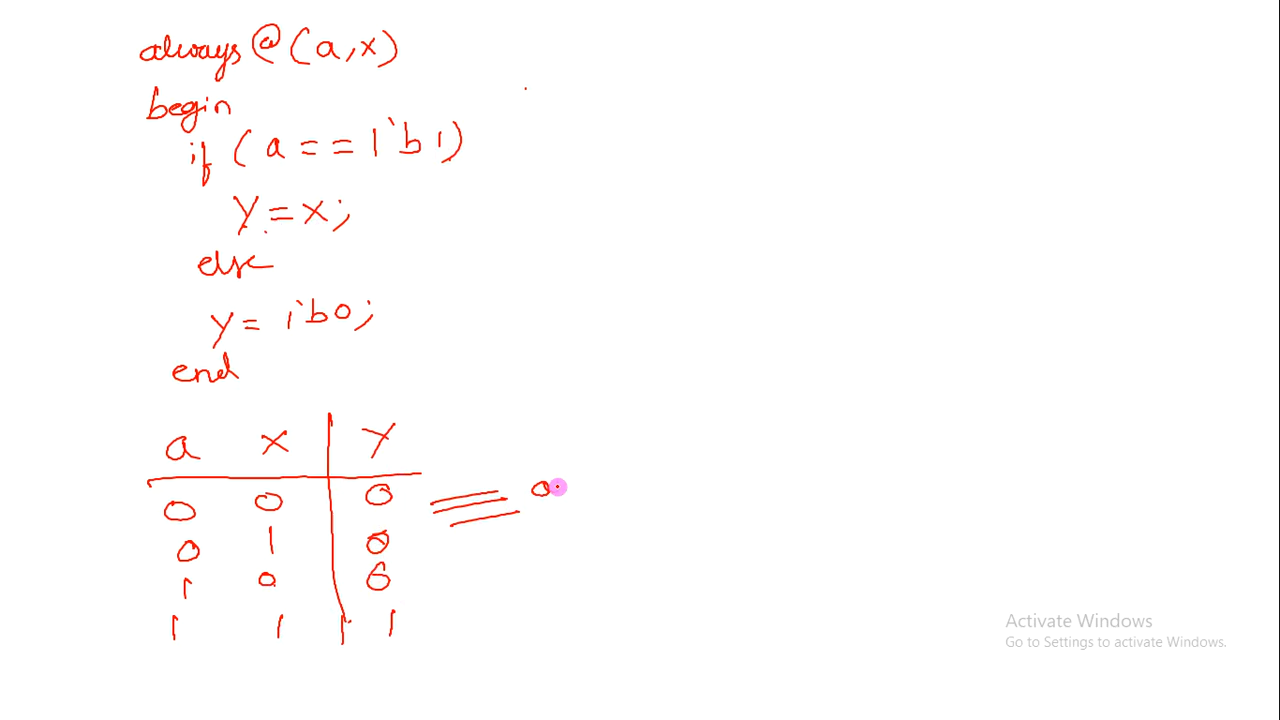 always @ (a, x)
begin
if (a == 1'b1)
y = x;
else
y = 1'b0;
end
a x y
0 0 0
0 1 0
1 0 0
1 1 1
Activate Windows
Go to Settings to activate Windows.